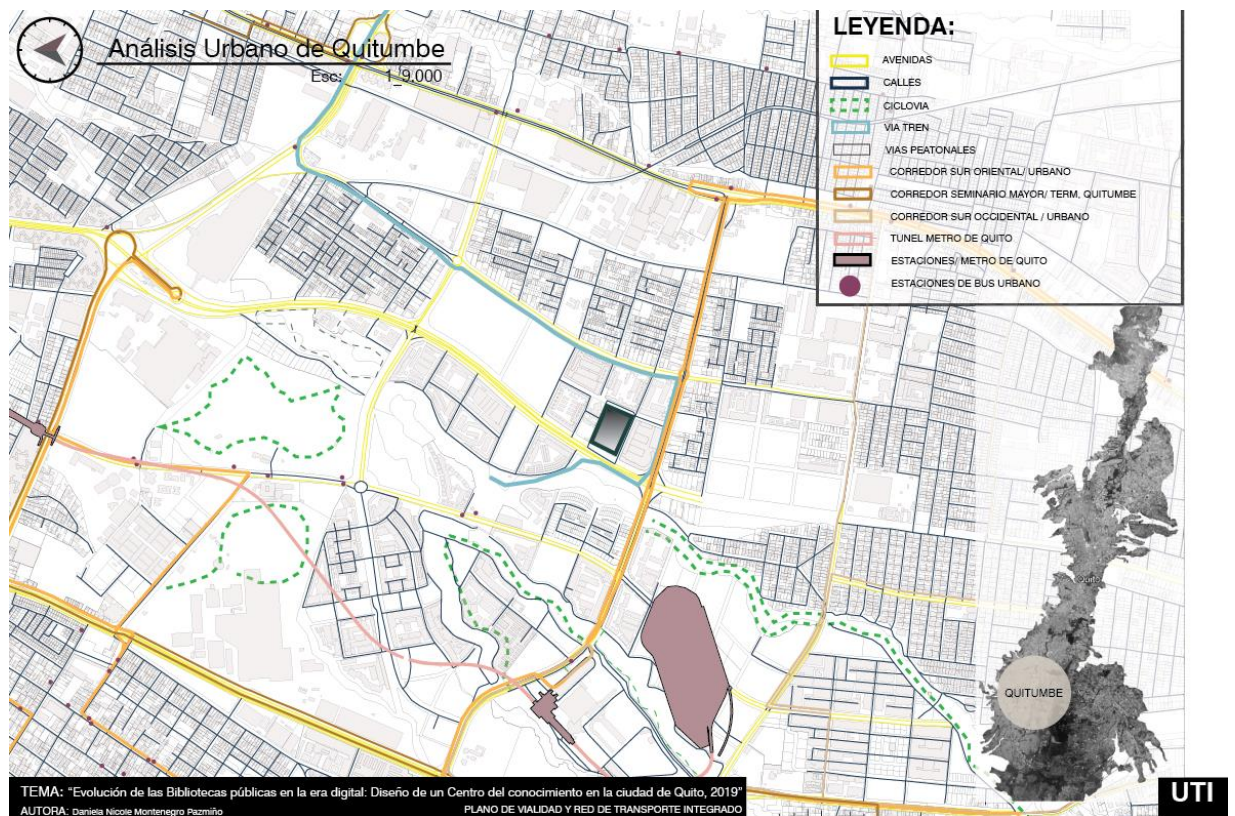 Análisis Urbano de Quitumbe
Esc: 1_9.000
LEYENDA:
AVENIDAS
CALLES
CICLOVIA
VIA TREN
VIAS PEATONALES
CORREDOR SUR ORIENTAL/ URBANO
CORREDOR SEMINARIO MAYOR/ TERM, QUITUMBE
CORREDOR SUR OCCIDENTAL / URBANO
TUNEL METRO DE QUITO
ESTACIONES/ METRO DE QUITO
ESTACIONES DE BUS URBANO
Quito
QUITUMBE
TEMA: “Evolución de las Bibliotecas públicas en la era digital: Diseño de un Centro del conocimiento en la ciudad de Quito, 2019”
AUTORA: Daniela Nicole Montenegro Pazmiño
PLANO DE VIALIDAD Y RED DE TRANSPORTE INTEGRADO
UTI